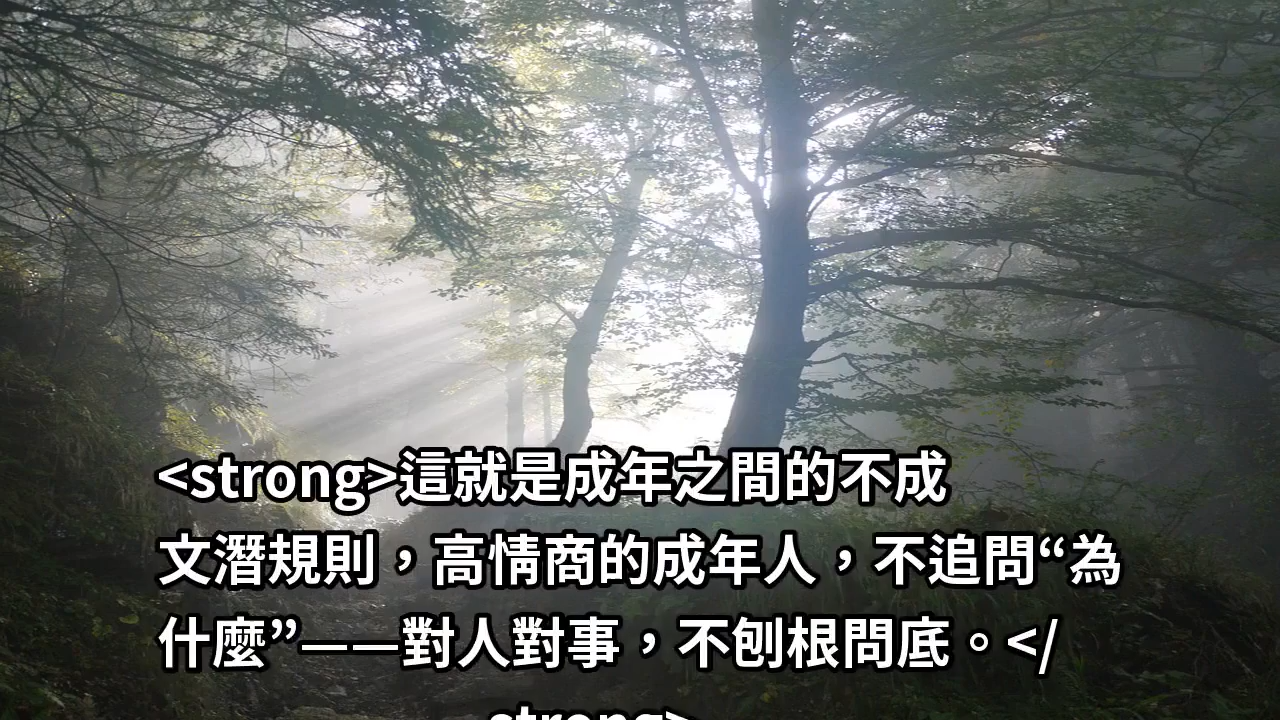 <strong>這就是成年之間的不成
文潛規則，高情商的成年人，不追問“為
什麼”——對人對事，不刨根問底。</
strong>